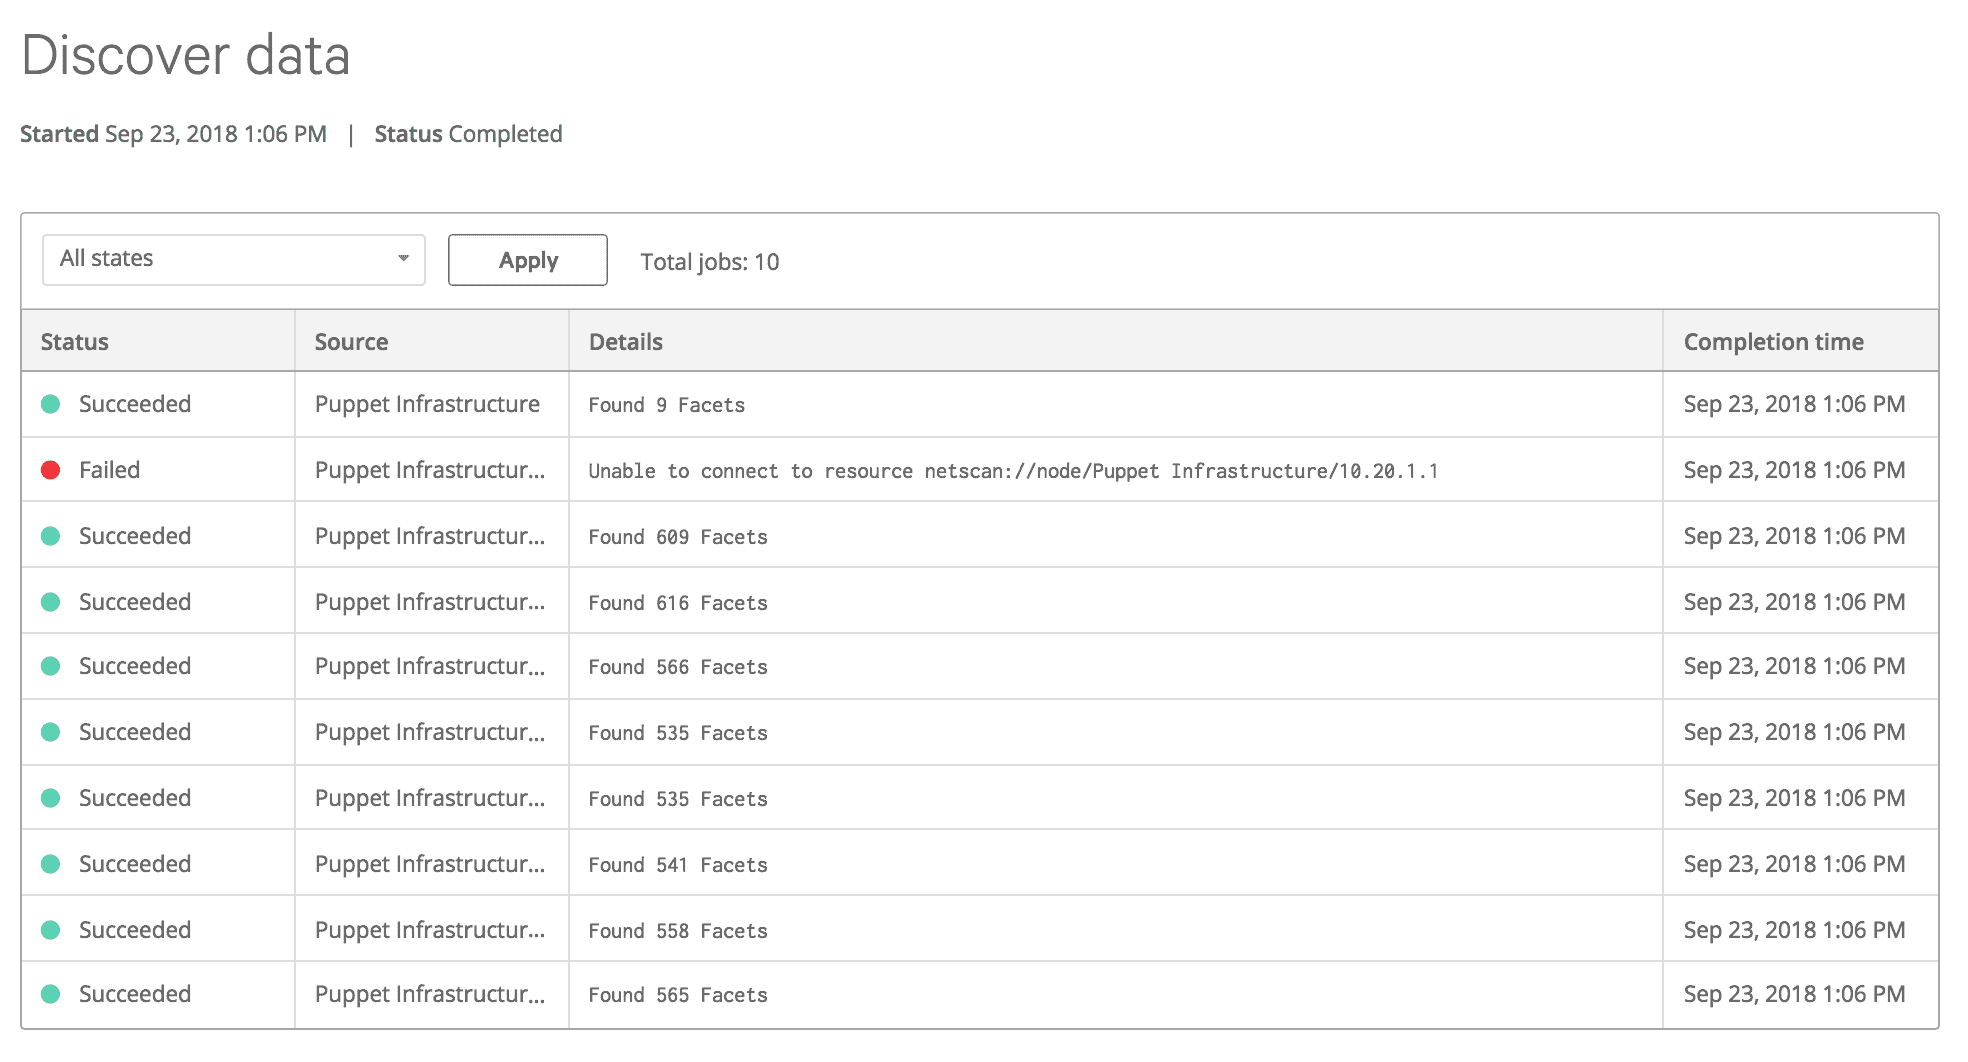 Discover data
Started Sep 23, 2018 1:06 PM | Status Completed
All states Apply Total jobs: 10
Status Source Details Completion time
Succeeded Puppet Infrastructure Found 9 Facets Sep 23, 2018 1:06 PM
Failed Puppet Infrastructur... Unable to connect to resource netscan://node/Puppet Infrastructure/10.20.1.1 Sep 23, 2018 1:06 PM
Succeeded Puppet Infrastructur... Found 609 Facets Sep 23, 2018 1:06 PM
Succeeded Puppet Infrastructur... Found 616 Facets Sep 23, 2018 1:06 PM
Succeeded Puppet Infrastructur... Found 566 Facets Sep 23, 2018 1:06 PM
Succeeded Puppet Infrastructur... Found 535 Facets Sep 23, 2018 1:06 PM
Succeeded Puppet Infrastructur... Found 535 Facets Sep 23, 2018 1:06 PM
Succeeded Puppet Infrastructur... Found 541 Facets Sep 23, 2018 1:06 PM
Succeeded Puppet Infrastructur... Found 558 Facets Sep 23, 2018 1:06 PM
Succeeded Puppet Infrastructur... Found 565 Facets Sep 23, 2018 1:06 PM